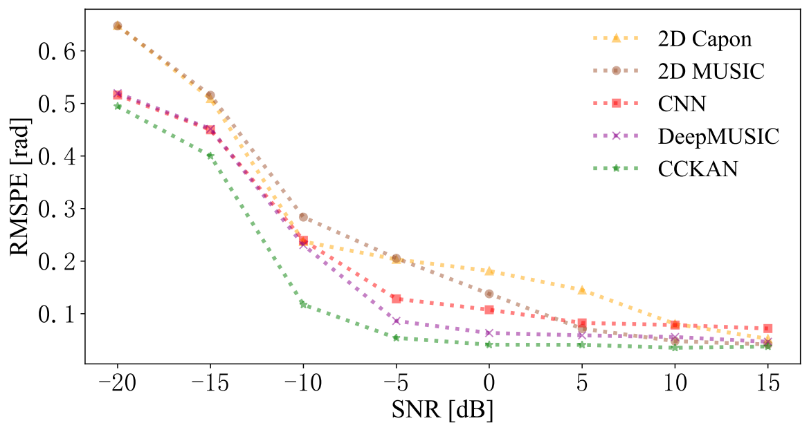 RMSPE [rad]
0.6
0.5
0.4
0.3
0.2
0.1
2D Capon
2D MUSIC
CNN
DeepMUSIC
CCKAN
-20 -15 -10 -5 0 5 10 15
SNR [dB]